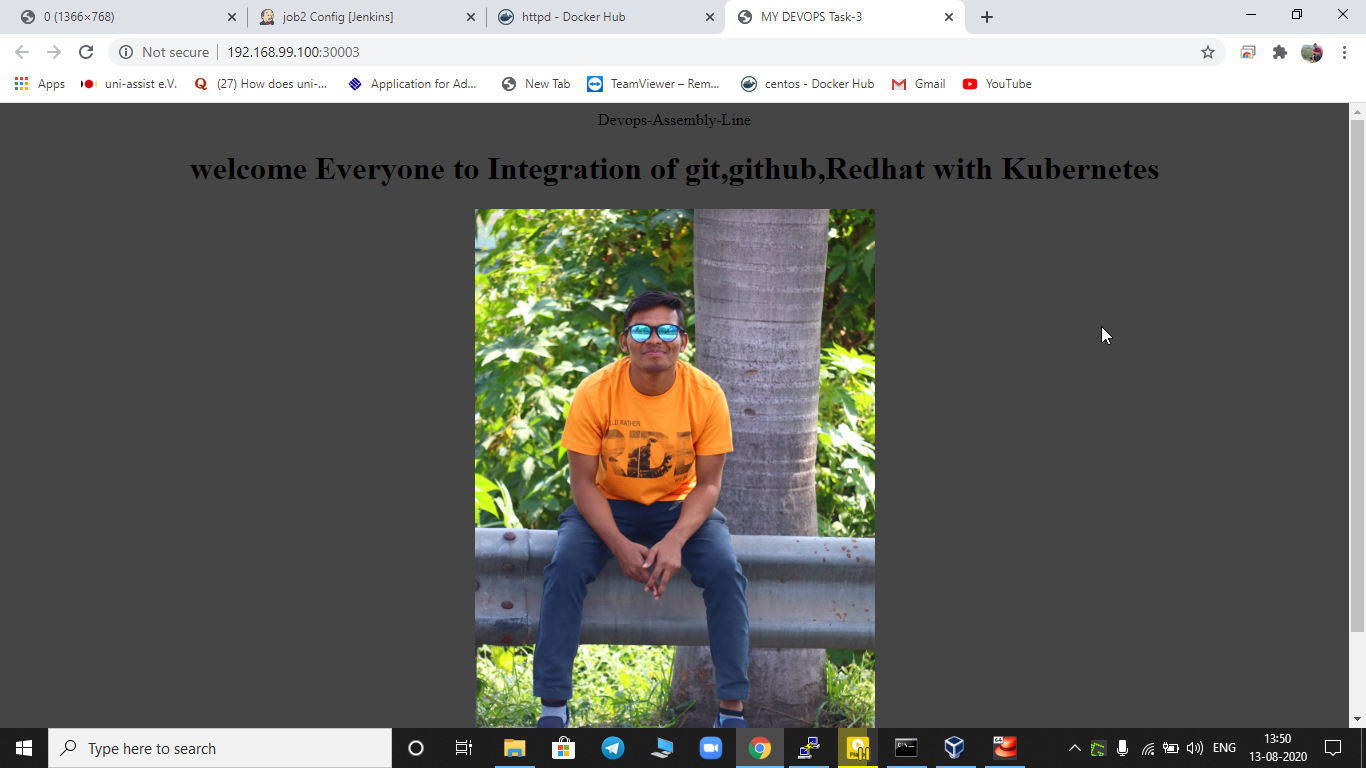 0 (1366×768)
job2 Config [Jenkins]
httpd - Docker Hub
MY DEVOPS Task-3
Not secure
192.168.99.100:30003
Apps
uni-assist e.V.
(27) How does uni-...
Application for Ad...
New Tab
TeamViewer – Rem...
centos - Docker Hub
Gmail
YouTube
Devops-Assembly-Line
welcome Everyone to Integration of git,github,Redhat with Kubernetes
RATHER
RIDE
Type here to search
ENG
13:50
13-08-2020